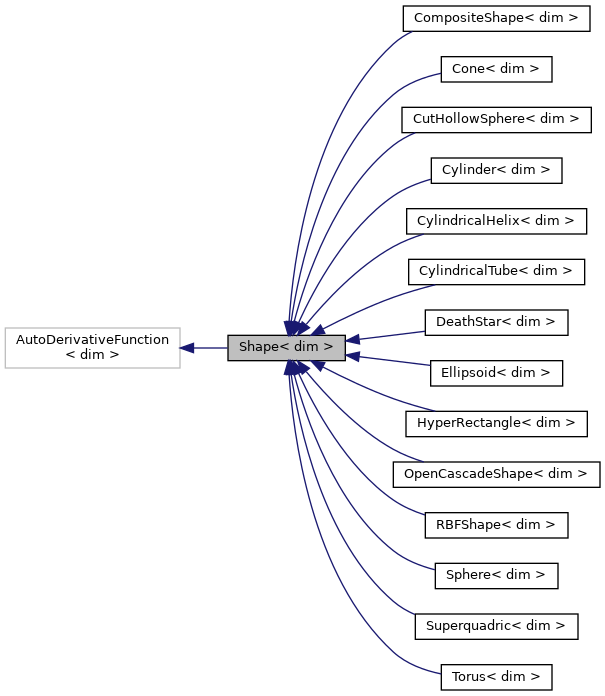 CompositeShape< dim >
Cone< dim >
CutHollowSphere< dim >
Cylinder< dim >
CylindricalHelix< dim >
CylindricalTube< dim >
DeathStar< dim >
AutoDerivativeFunction
< dim >
Shape< dim >
Ellipsoid< dim >
HyperRectangle< dim >
OpenCascadeShape< dim >
RBFShape< dim >
Sphere< dim >
Superquadric< dim >
Torus< dim >